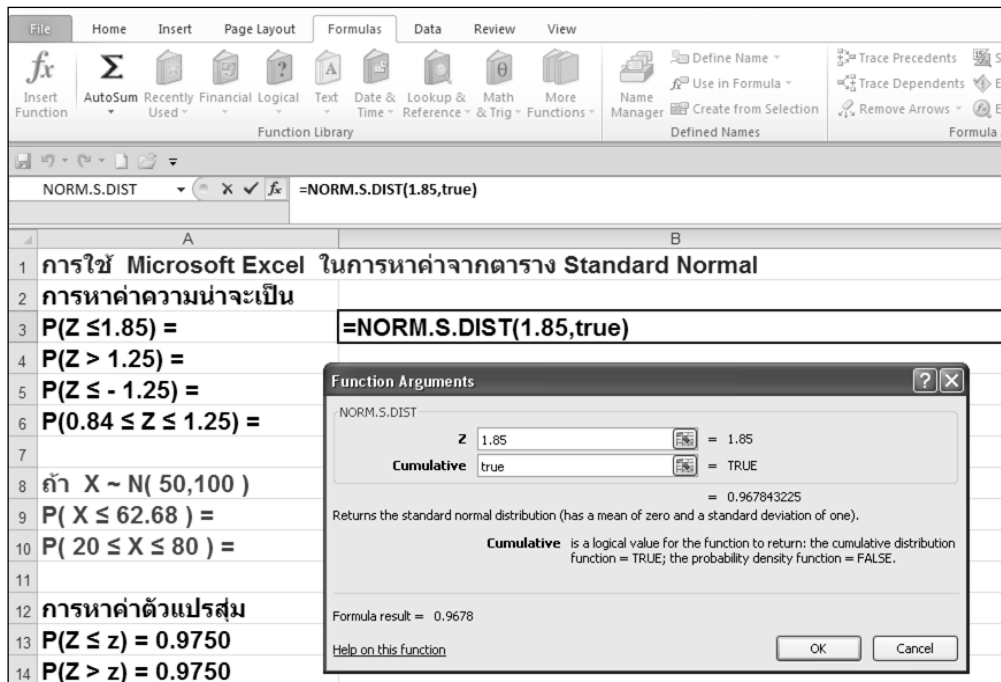 File Home Insert Page Layout Formulas Data Review View
fx Σ ? A θ
Insert Function AutoSum Recently Used Financial Logical Text Date & Time Lookup & Reference Math & Trig More Functions
Function Library
Name Manager
Define Name
Use in Formula
Create from Selection
Defined Names
Trace Precedents S
Trace Dependents E
Remove Arrows E
Formula
NORM.S.DIST fx =NORM.S.DIST(1.85,true)
A B
1 การใช้ Microsoft Excel ในการหาค่าจากตาราง Standard Normal
2 การหาค่าความน่าจะเป็น
3 P(Z ≤1.85) = =NORM.S.DIST(1.85,true)
4 P(Z > 1.25) =
5 P(Z ≤ - 1.25) =
6 P(0.84 ≤ Z ≤ 1.25) =
7
8 ถ้า X ~ N( 50,100 )
9 P( X ≤ 62.68 ) =
10 P( 20 ≤ X ≤ 80 ) =
11
12 การหาค่าตัวแปรสุ่ม
13 P(Z ≤ z) = 0.9750
14 P(Z > z) = 0.9750
Function Arguments ? X
NORM.S.DIST
Z 1.85 = 1.85
Cumulative true = TRUE
= 0.967843225
Returns the standard normal distribution (has a mean of zero and a standard deviation of one).
Cumulative is a logical value for the function to return: the cumulative distribution
function = TRUE; the probability density function = FALSE.
Formula result = 0.9678
Help on this function OK Cancel